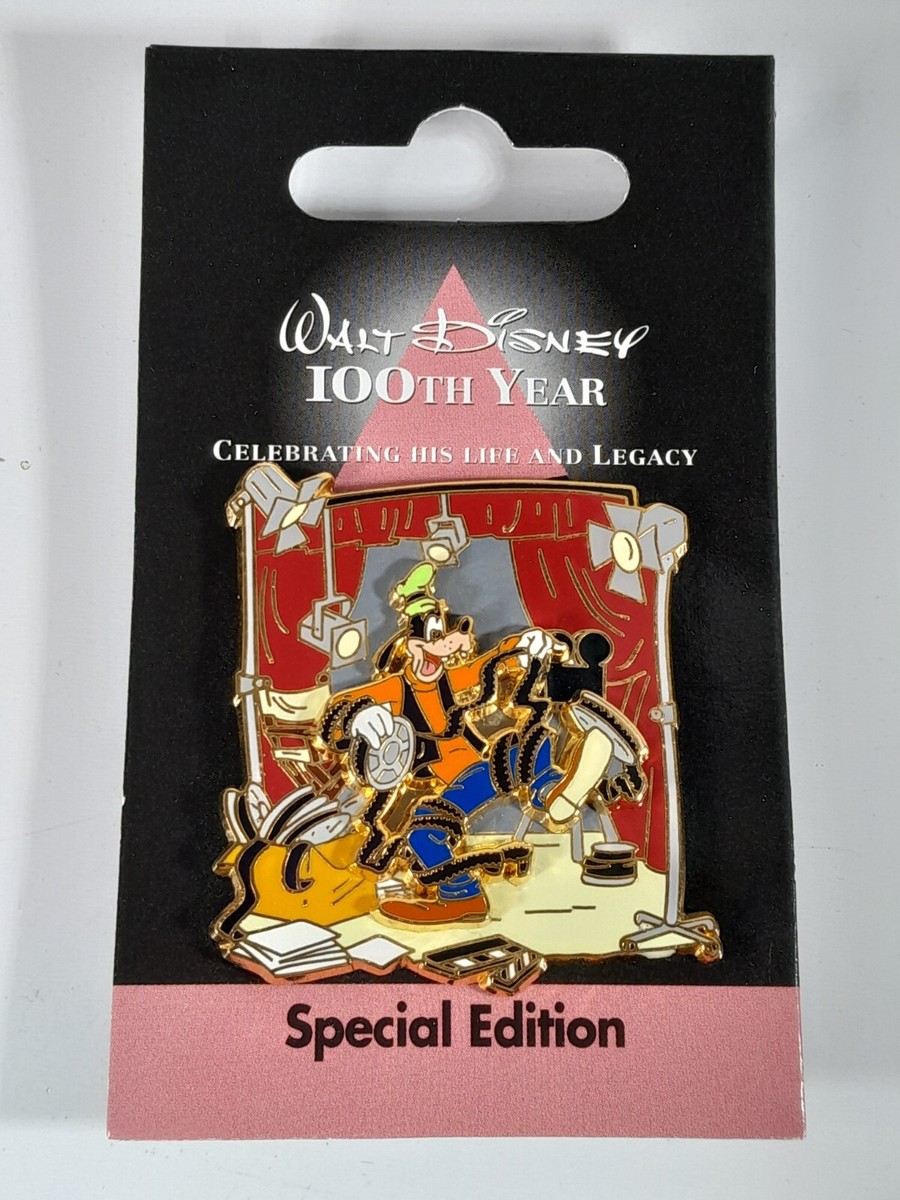 Walt Disney
100TH YEAR
CELEBRATING HIS LIFE AND LEGACY
Special Edition